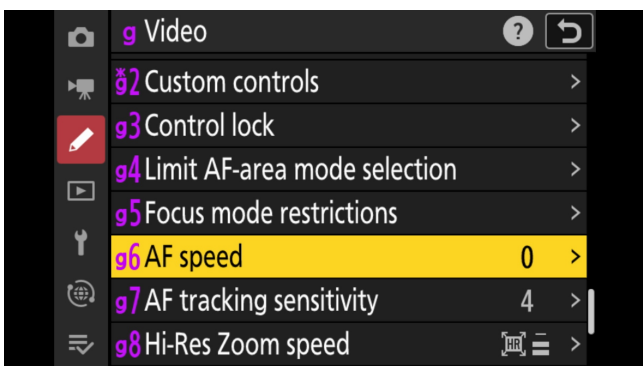 g Video ?
*g2 Custom controls >
g3 Control lock >
g4 Limit AF-area mode selection >
g5 Focus mode restrictions >
g6 AF speed 0 >
g7 AF tracking sensitivity 4 >
g8 Hi-Res Zoom speed HR >